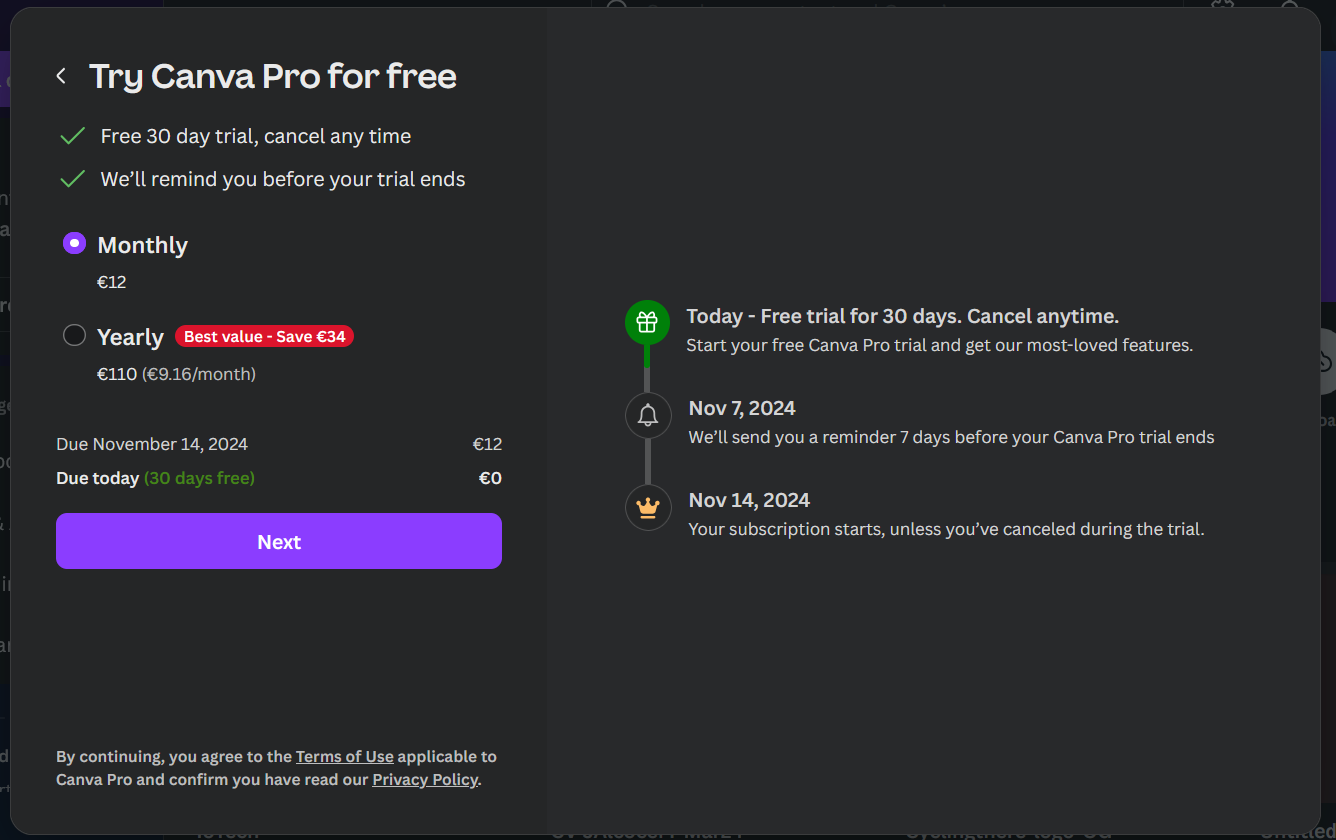 Try Canva Pro for free
Free 30 day trial, cancel any time
We’ll remind you before your trial ends
Monthly
€12
Yearly Best value - Save €34
€110 (€9.16/month)
Due November 14, 2024 €12
Due today (30 days free) €0
Next
By continuing, you agree to the Terms of Use applicable to
Canva Pro and confirm you have read our Privacy Policy.
Today - Free trial for 30 days. Cancel anytime.
Start your free Canva Pro trial and get our most-loved features.
Nov 7, 2024
We’ll send you a reminder 7 days before your Canva Pro trial ends
Nov 14, 2024
Your subscription starts, unless you’ve canceled during the trial.